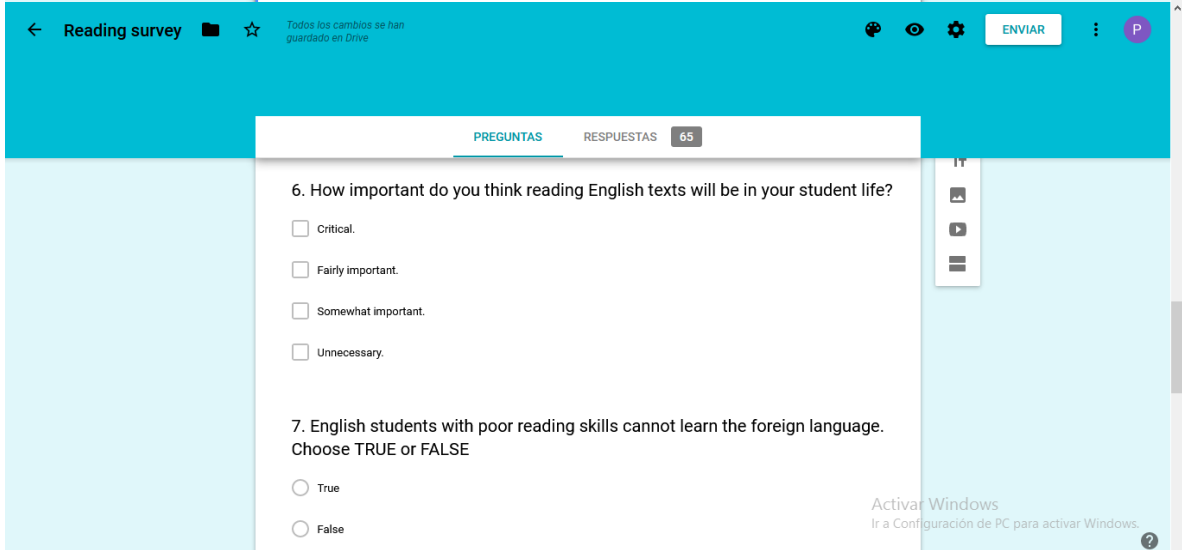 Reading survey
Todos los cambios se han
guardado en Drive
ENVIAR
P
PREGUNTAS
RESPUESTAS 65
6. How important do you think reading English texts will be in your student life?
Critical.
Fairly important.
Somewhat important.
Unnecessary.
7. English students with poor reading skills cannot learn the foreign language.
Choose TRUE or FALSE
True
False
Activar Windows
Ir a Configuración de PC para activar Windows.